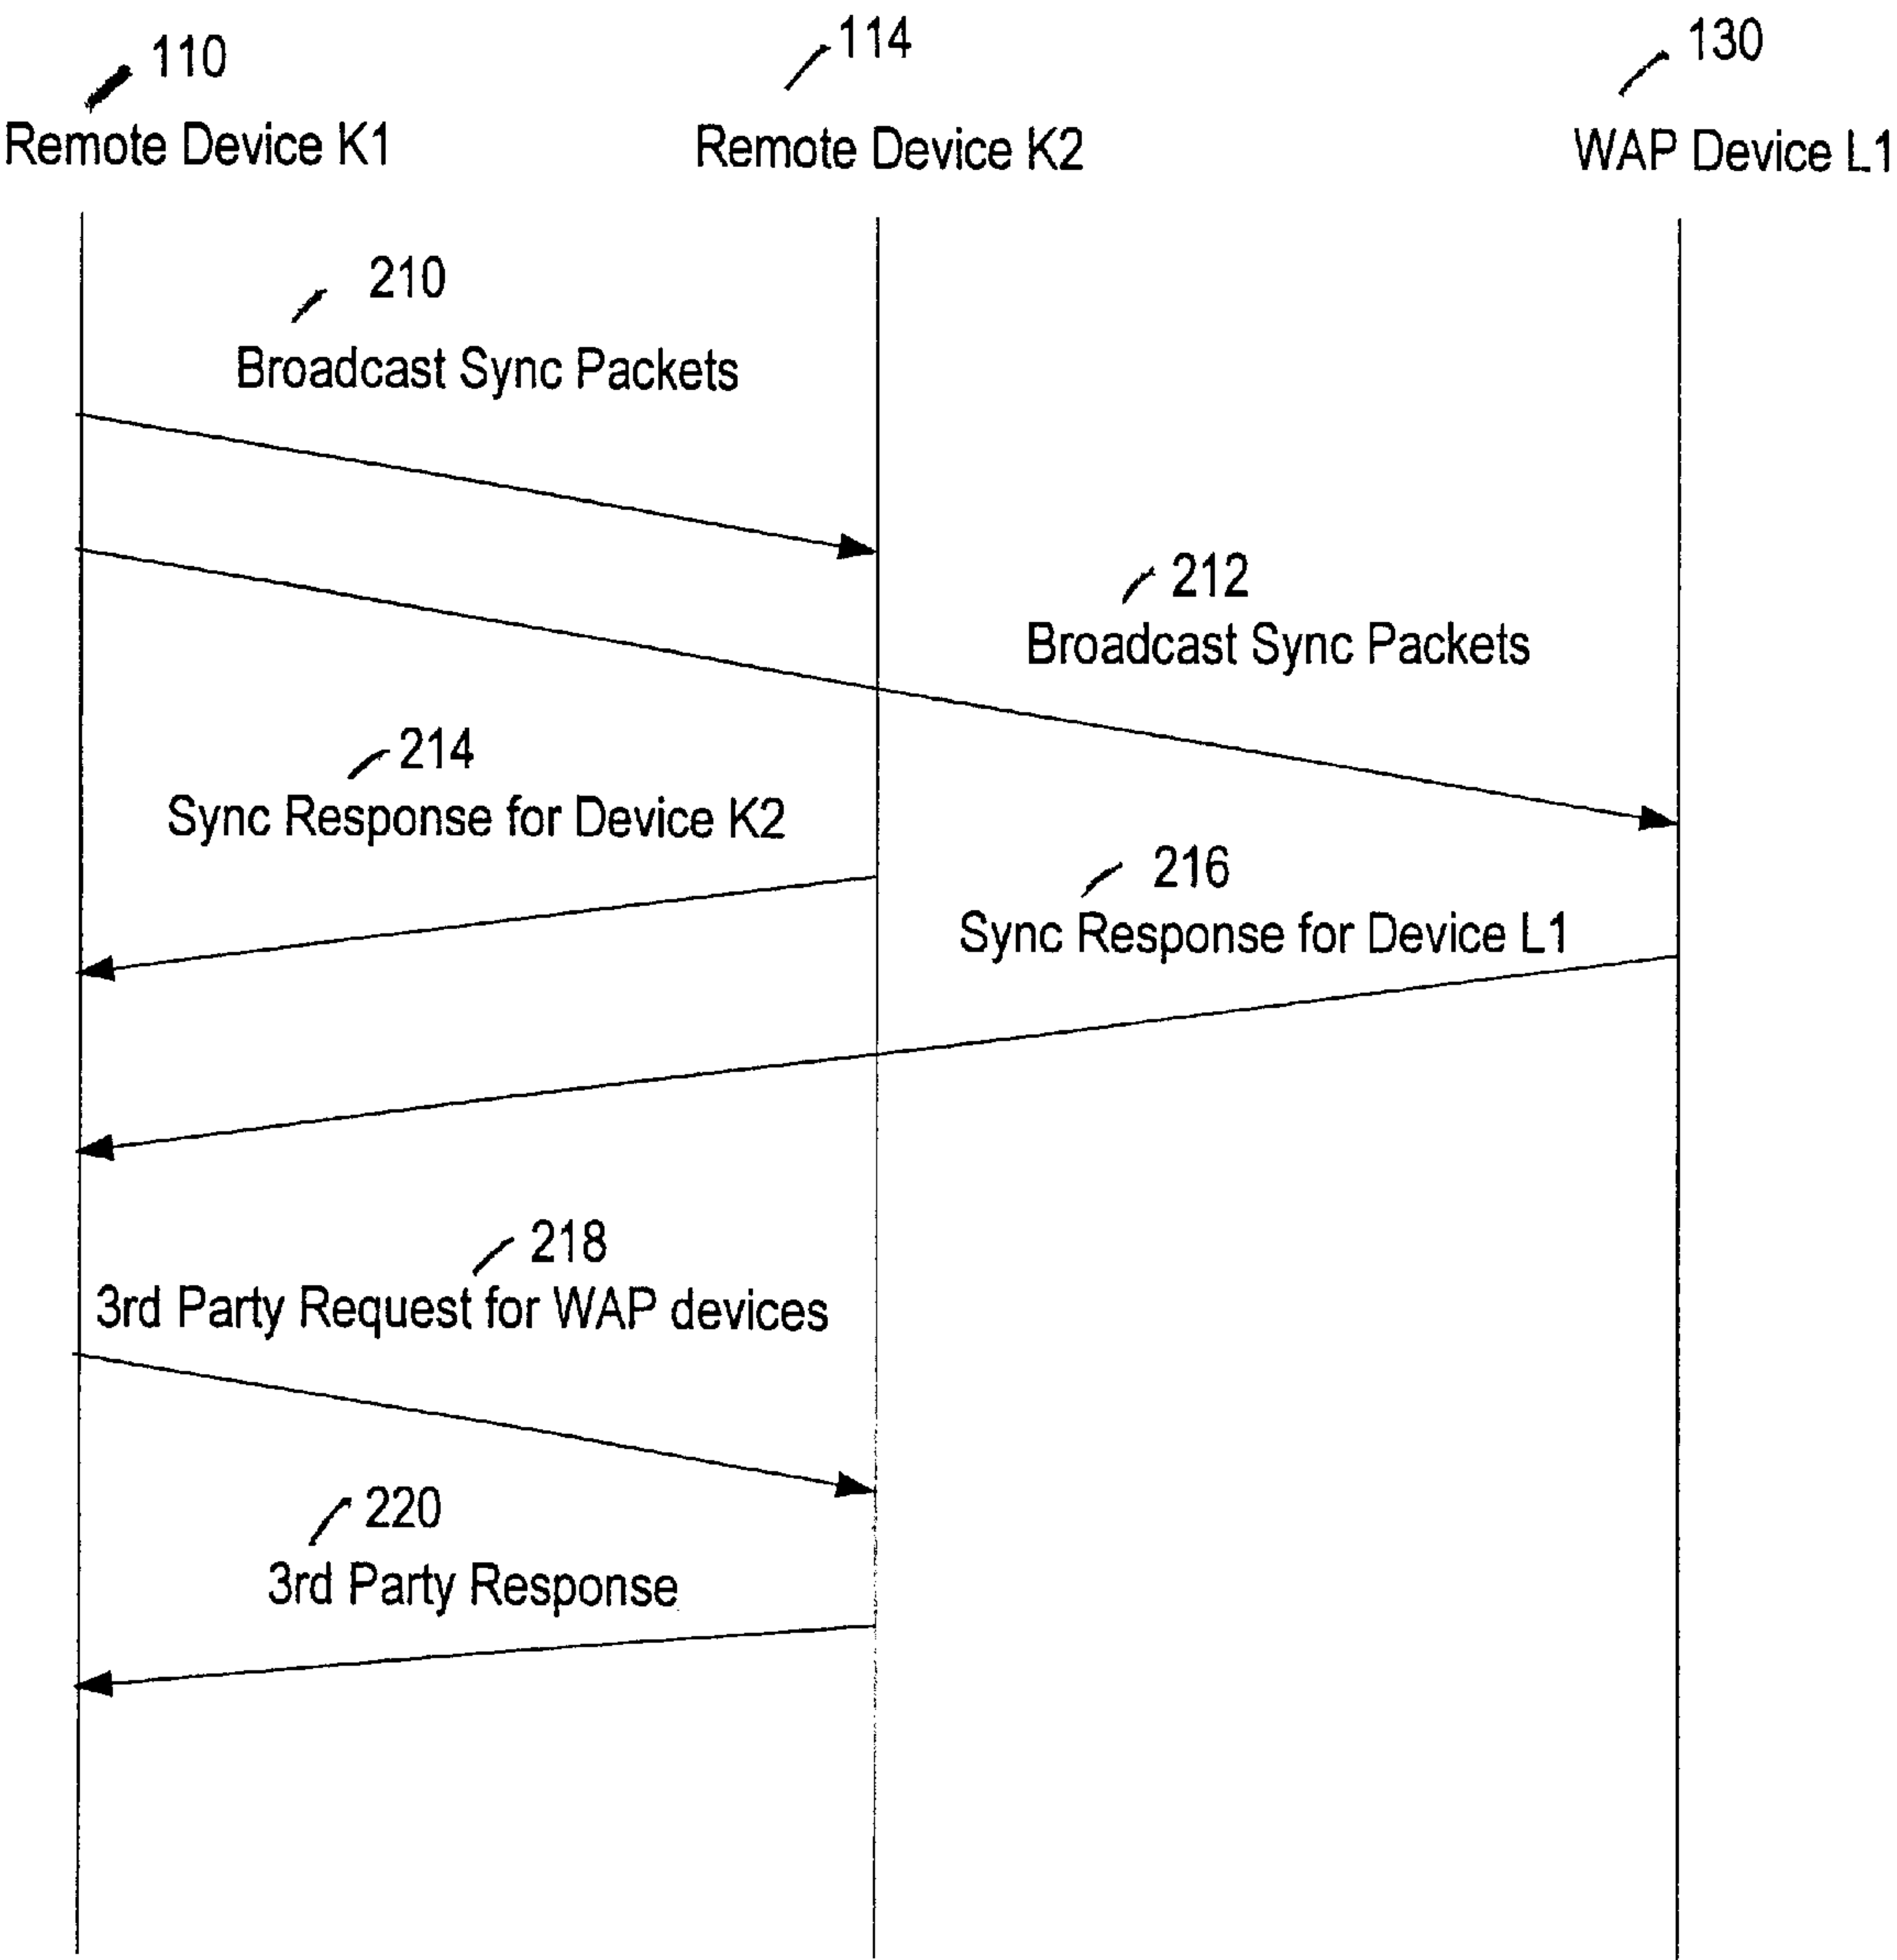 110
Remote Device K1
114
Remote Device K2
130
WAP Device L1
210
Broadcast Sync Packets
212
Broadcast Sync Packets
214
Sync Response for Device K2
216
Sync Response for Device L1
218
3rd Party Request for WAP devices
220
3rd Party Response